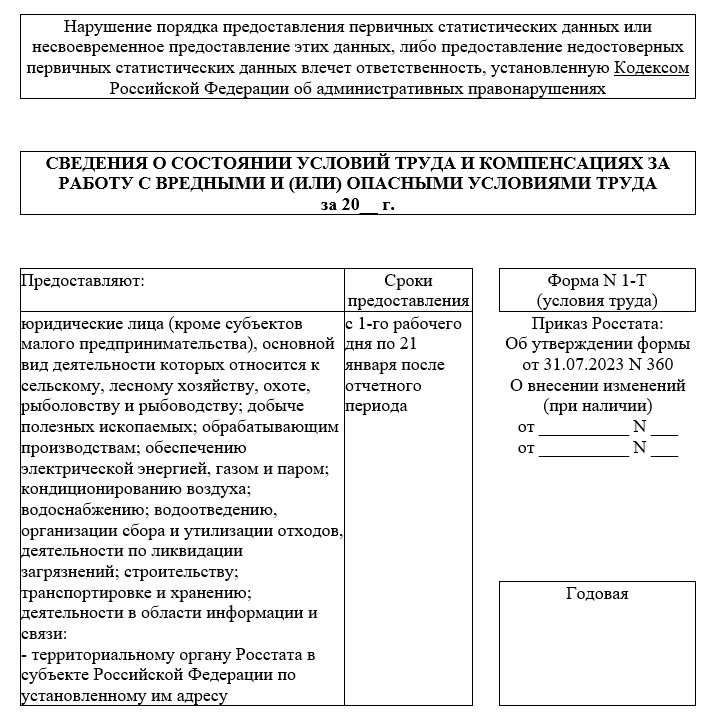 Нарушение порядка предоставления первичных статистических данных или
несвоевременное предоставление этих данных, либо предоставление недостоверных
первичных статистических данных влечет ответственность, установленную Кодексом
Российской Федерации об административных правонарушениях
СВЕДЕНИЯ О СОСТОЯНИИ УСЛОВИЙ ТРУДА И КОМПЕНСАЦИЯХ ЗА
РАБОТУ С ВРЕДНЫМИ И (ИЛИ) ОПАСНЫМИ УСЛОВИЯМИ ТРУДА
за 20__ г.
Предоставляют:
Сроки
предоставления
юридические лица (кроме субъектов
малого предпринимательства), основной
вид деятельности которых относится к
сельскому, лесному хозяйству, охоте,
рыболовству и рыбоводству; добыче
полезных ископаемых; обрабатывающим
производствам; обеспечению
электрической энергией, газом и паром;
кондиционированию воздуха;
водоснабжению; водоотведению,
организации сбора и утилизации отходов,
деятельности по ликвидации
загрязнений; строительству;
транспортировке и хранению;
деятельности в области информации и
связи:
- территориальному органу Росстата в
субъекте Российской Федерации по
установленному им адресу
с 1-го рабочего
дня по 21
января после
отчетного
периода
Форма N 1-Т
(условия труда)
Приказ Росстата:
Об утверждении формы
от 31.07.2023 N 360
О внесении изменений
(при наличии)
от __________ N ___
от __________ N ___
Годовая